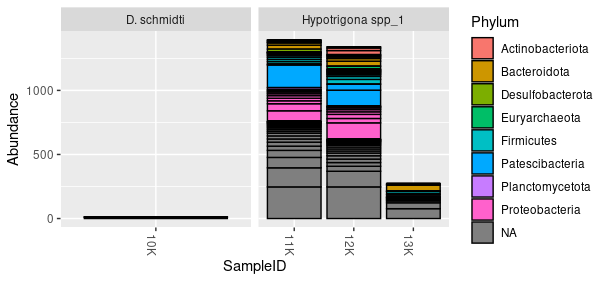 D. schmidti
Hypotrigona spp_1
Abundance
1000
500
0
10K
11K
12K
13K
SampleID
Phylum
Actinobacteriota
Bacteroidota
Desulfobacterota
Euryarchaeota
Firmicutes
Patescibacteria
Planctomycetota
Proteobacteria
NA